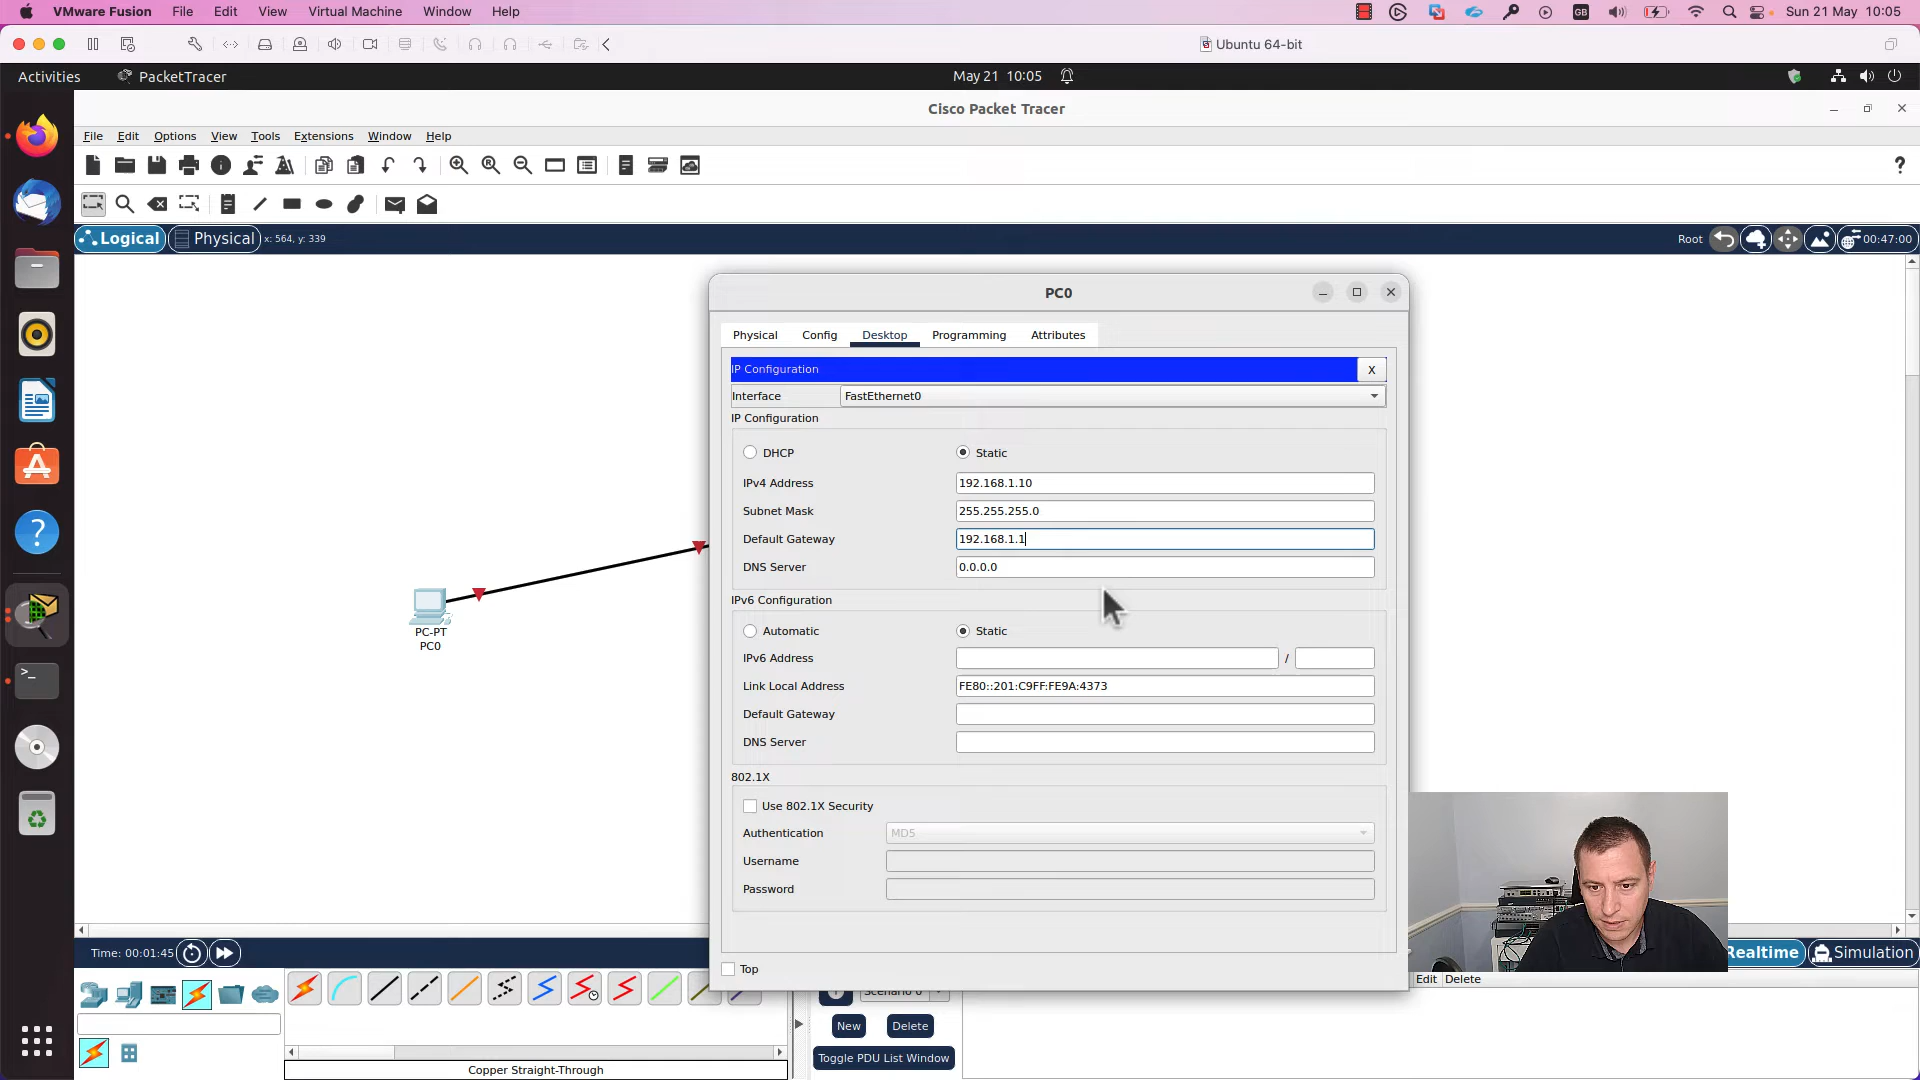 VMware Fusion File Edit View Virtual Machine Window Help GB Sun 21 May 10:05
Ubuntu 64-bit
Activities PacketTracer May 21 10:05
Cisco Packet Tracer
File Edit Options View Tools Extensions Window Help
Logical Physical x: 564, y: 339 Root 00:47:00
PC0
Physical Config Desktop Programming Attributes
IP Configuration X
Interface FastEthernet0
IP Configuration
DHCP Static
IPv4 Address 192.168.1.10
Subnet Mask 255.255.255.0
Default Gateway 192.168.1.1
DNS Server 0.0.0.0
IPv6 Configuration
Automatic Static
IPv6 Address /
Link Local Address FE80::201:C9FF:FE9A:4373
Default Gateway
DNS Server
802.1X
Use 802.1X Security
Authentication MD5
Username
Password
Top
PC-PT
PC0
Time: 00:01:45 Realtime Simulation
Edit Delete
New Delete
Toggle PDU List Window
Copper Straight-Through